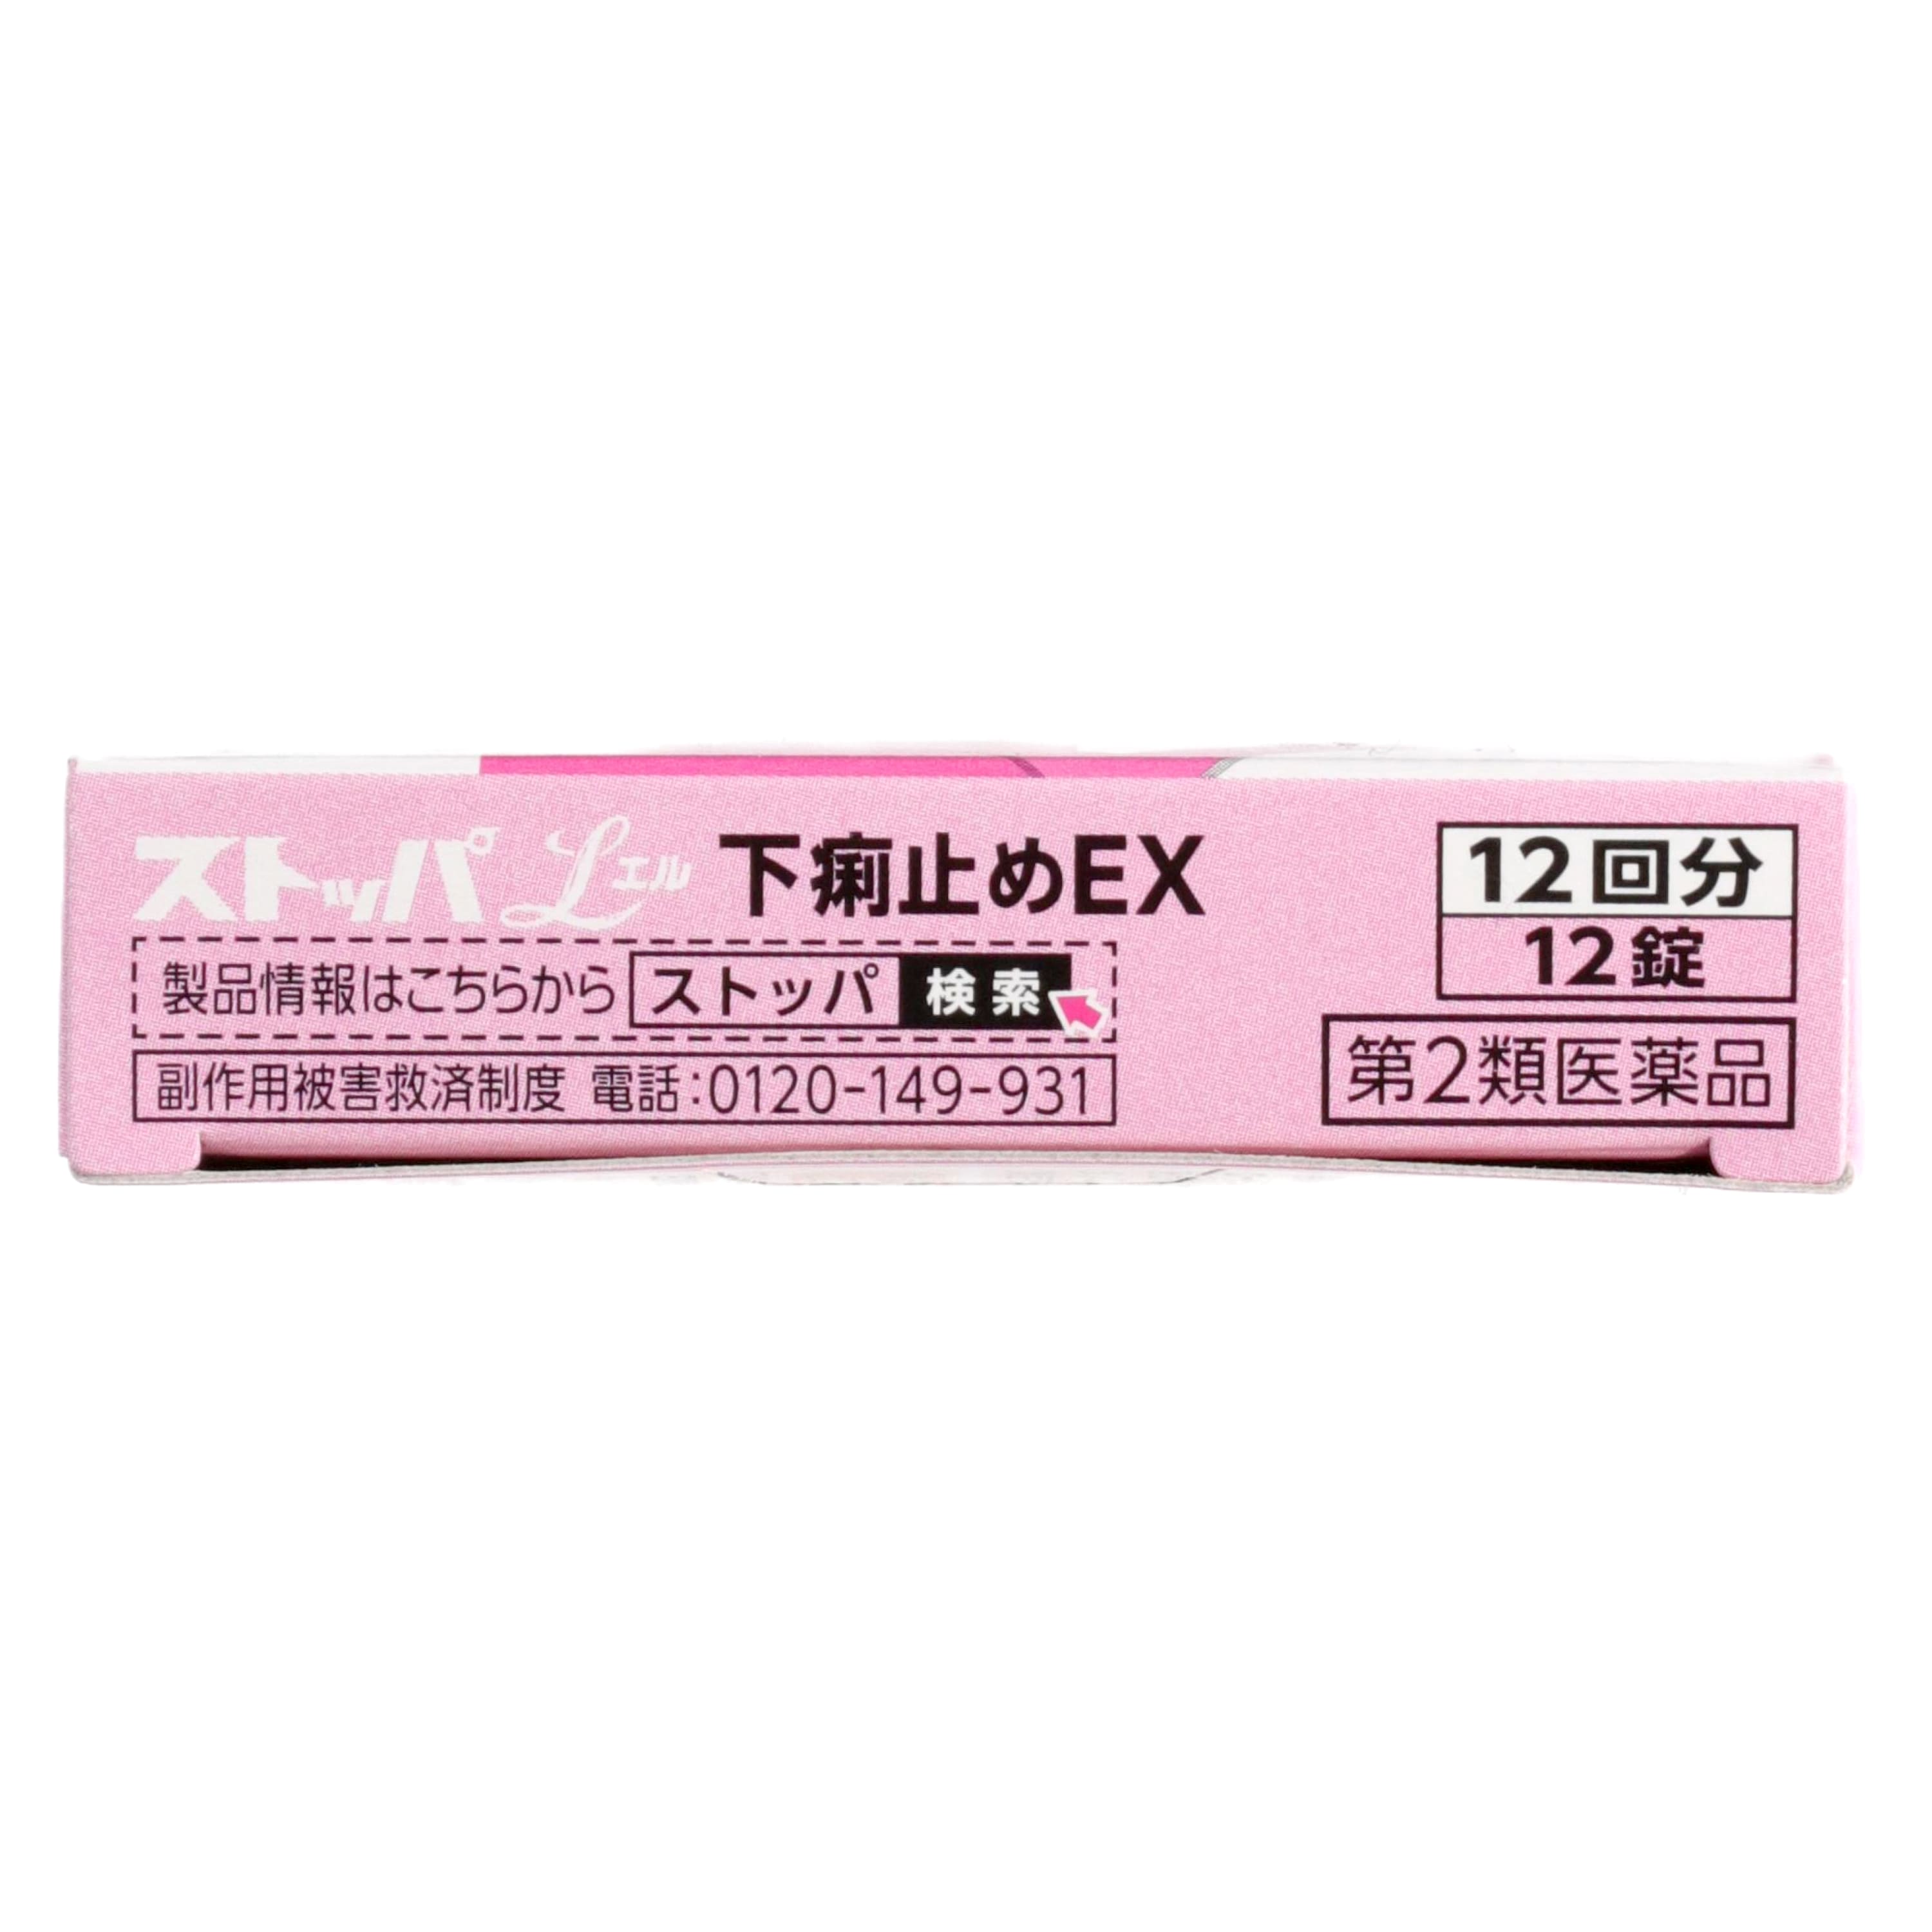 ストッパ Lエル 下痢止めEX
製品情報はこちらから ストッパ 検索
副作用被害救済制度 電話:0120-149-931
12回分
12錠
第2類医薬品